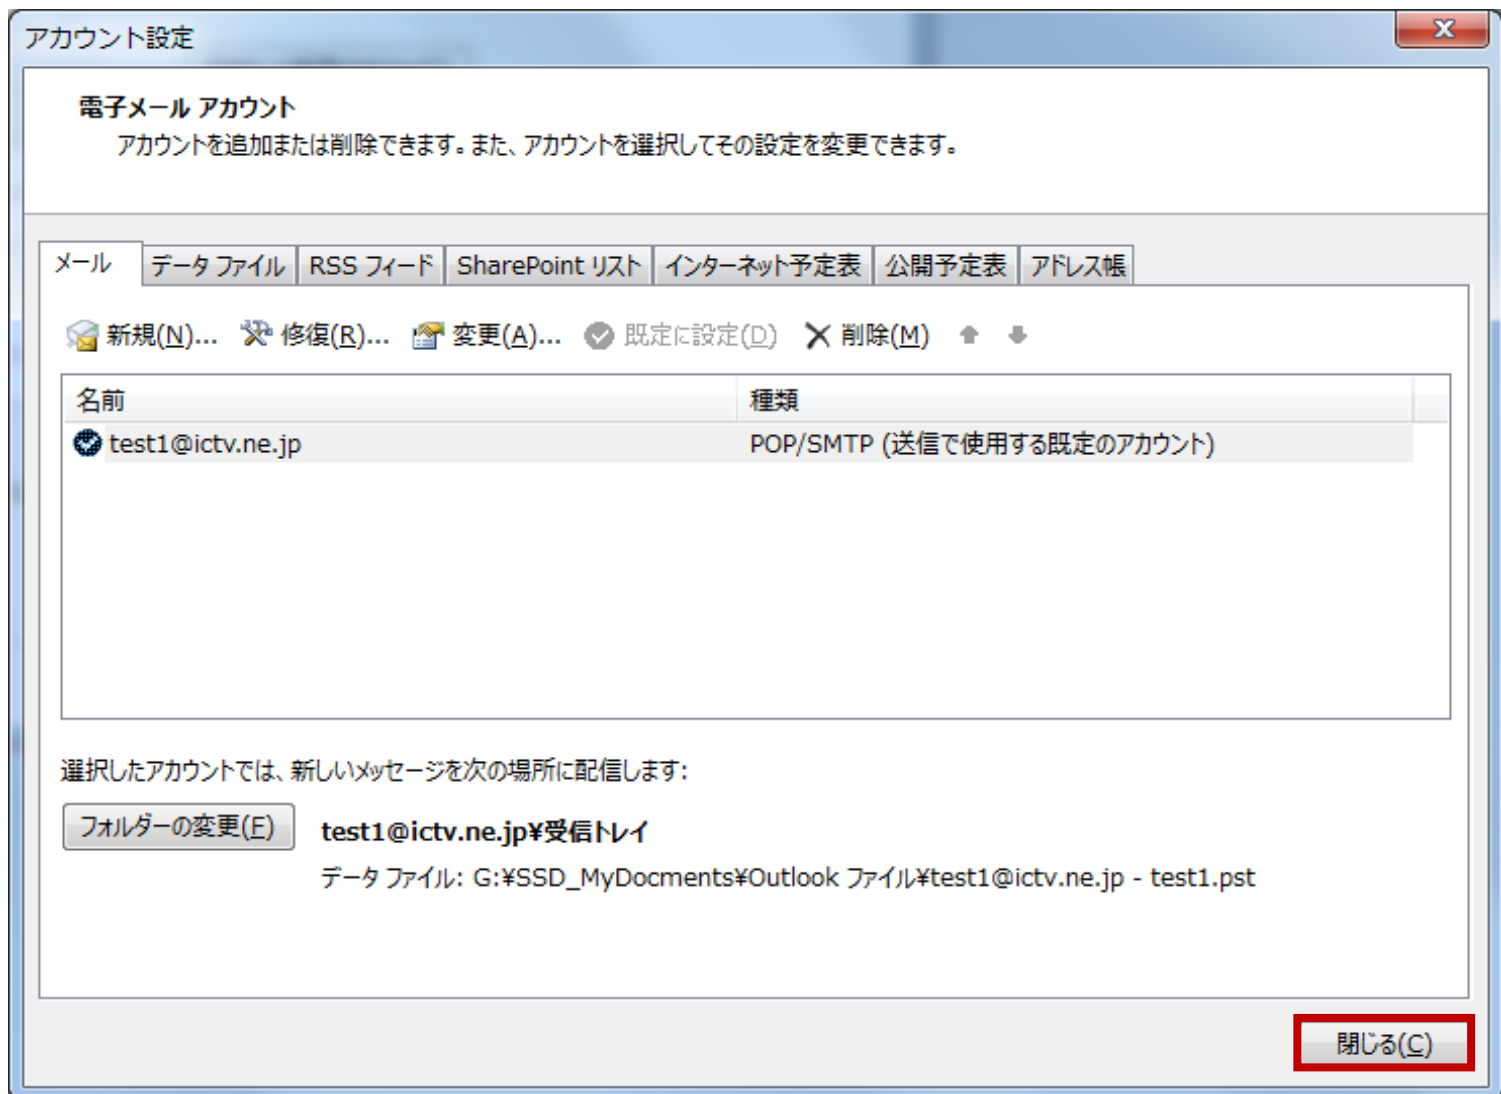 アカウント設定
電子メール アカウント
アカウントを追加または削除できます。また、アカウントを選択してその設定を変更できます。
メール データ ファイル RSS フィード SharePoint リスト インターネット予定表 公開予定表 アドレス帳
新規(N)... 修復(R)... 変更(A)... 既定に設定(D) 削除(M)
名前 種類
test1@ictv.ne.jp POP/SMTP (送信で使用する既定のアカウント)
選択したアカウントでは、新しいメッセージを次の場所に配信します:
フォルダーの変更(F) test1@ictv.ne.jp¥受信トレイ
データ ファイル: G:¥SSD_MyDocments¥Outlook ファイル¥test1@ictv.ne.jp - test1.pst
閉じる(C)